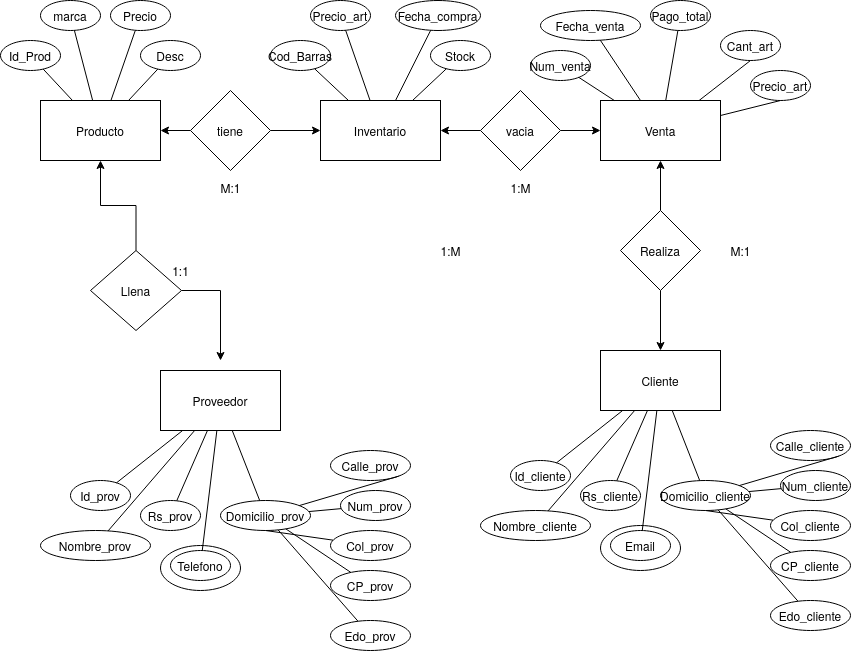 marca
Precio
Precio_art
Fecha_compra
Fecha_venta
Pago_total
Id_Prod
Desc
Cod_Barras
Stock
Num_venta
Cant_art
Precio_art
Producto
tiene
Inventario
vacia
Venta
M:1
1:M
1:M
Realiza
M:1
1:1
Llena
Proveedor
Cliente
Calle_prov
Calle_cliente
Id_prov
Num_prov
Id_cliente
Num_cliente
Rs_prov
Domicilio_prov
Rs_cliente
Domicilio_cliente
Nombre_prov
Col_prov
Nombre_cliente
Col_cliente
Telefono
Email
CP_prov
CP_cliente
Edo_prov
Edo_cliente